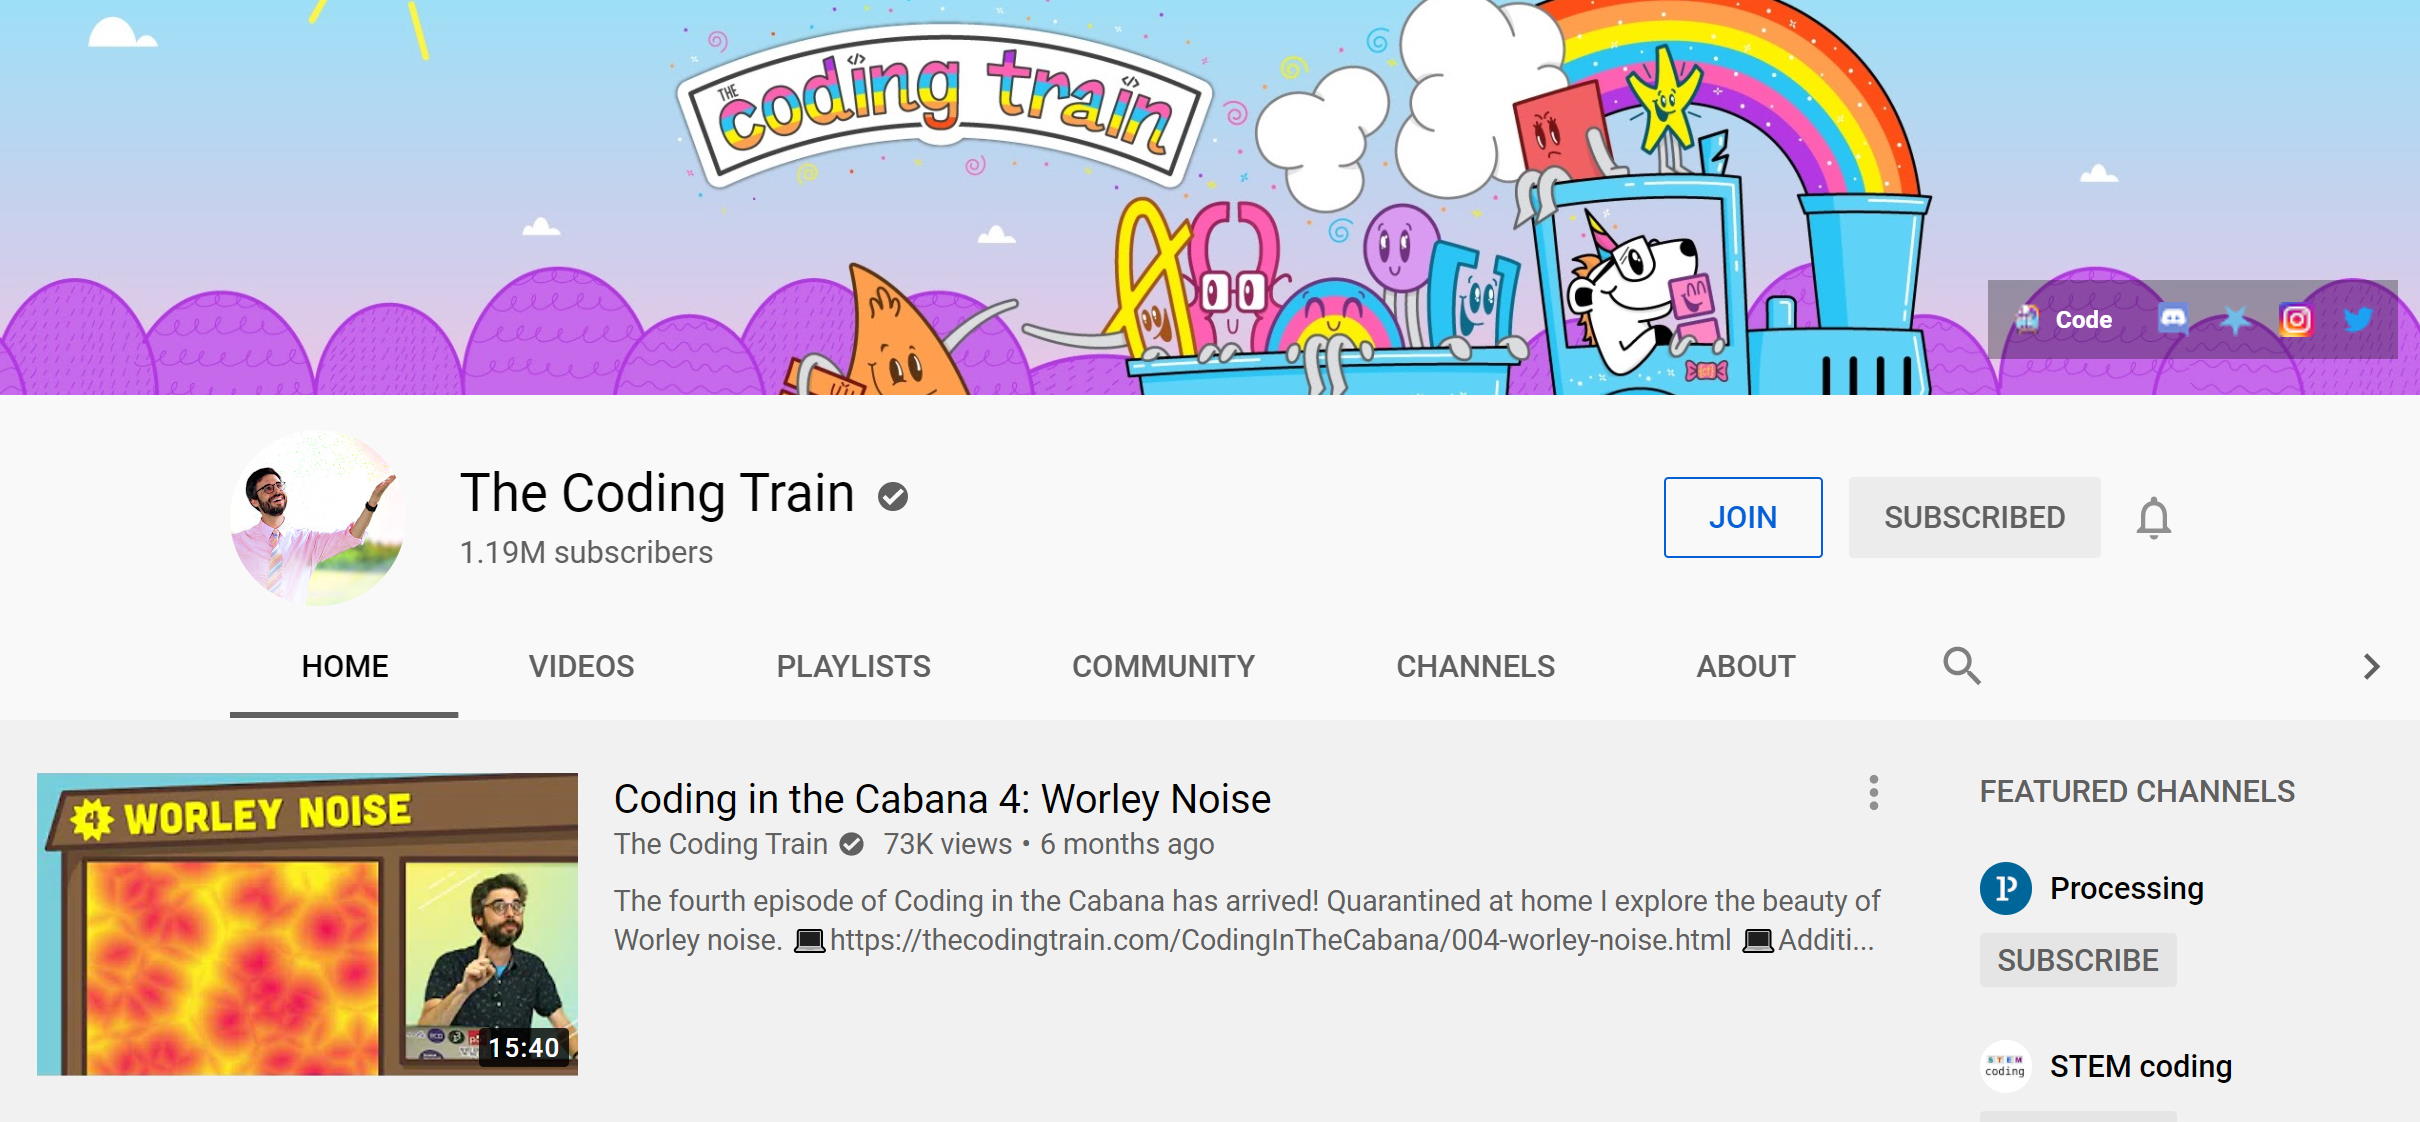 THE coding train
Code
The Coding Train
1.19M subscribers
JOIN
SUBSCRIBED
HOME
VIDEOS
PLAYLISTS
COMMUNITY
CHANNELS
ABOUT
4 WORLEY NOISE
15:40
Coding in the Cabana 4: Worley Noise
The Coding Train 73K views • 6 months ago
The fourth episode of Coding in the Cabana has arrived! Quarantined at home I explore the beauty of
Worley noise. 💻https://thecodingtrain.com/CodingInTheCabana/004-worley-noise.html 💻Additi...
FEATURED CHANNELS
Processing
SUBSCRIBE
STEM coding
STEM coding